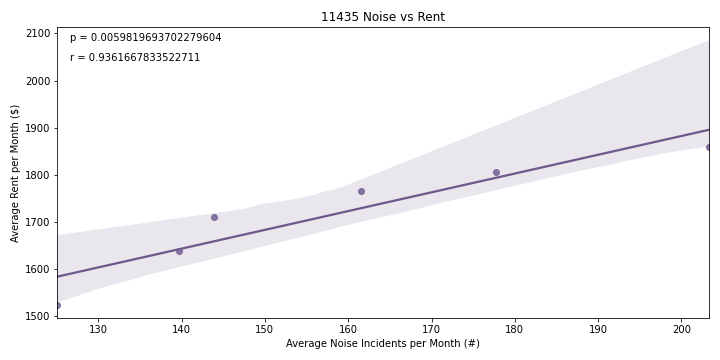 11435 Noise vs Rent
p = 0.0059819693702279604
r = 0.9361667833522711
2100
2000
1900
1800
1700
1600
1500
Average Rent per Month ($)
130 140 150 160 170 180 190 200
Average Noise Incidents per Month (#)